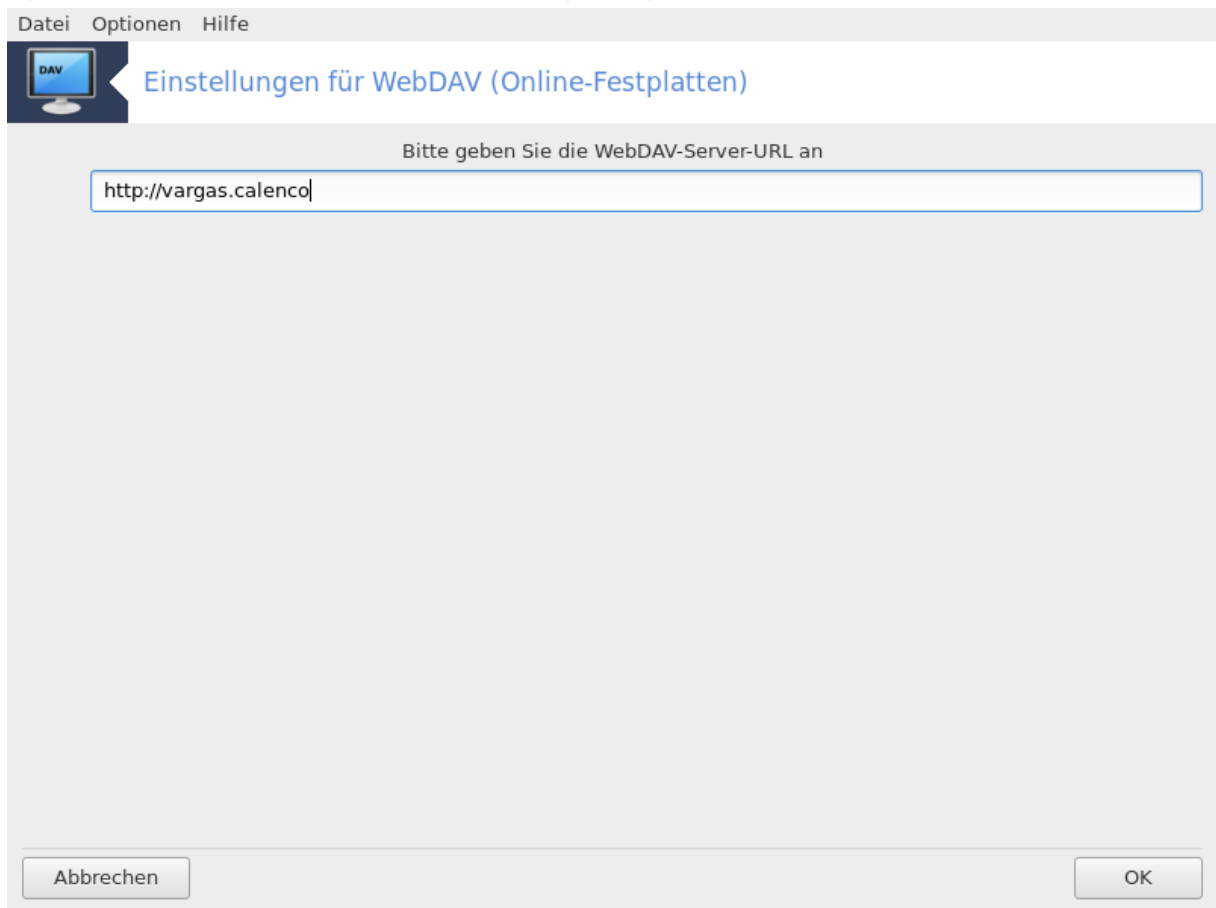 Datei Optionen Hilfe
DAV
Einstellungen für WebDAV (Online-Festplatten)
Bitte geben Sie die WebDAV-Server-URL an
http://vargas.calenco
Abbrechen
OK